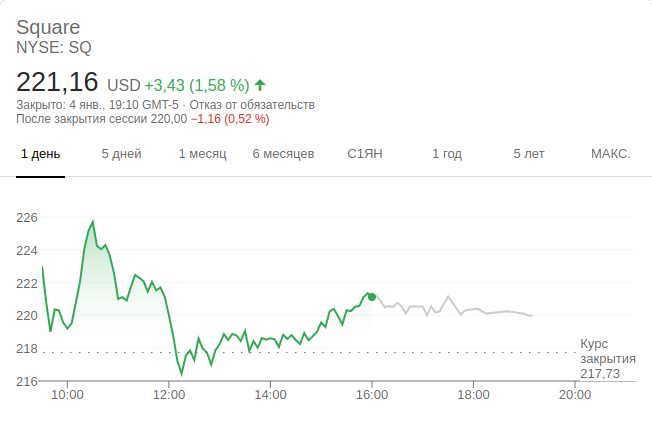 Square
NYSE: SQ
221,16 USD +3,43 (1,58 %)
Закрыто: 4 янв., 19:10 GMT-5 · Отказ от обязательств
После закрытия сессии 220,00 −1,16 (0,52 %)
1 день 5 дней 1 месяц 6 месяцев С1ЯН 1 год 5 лет МАКС.
226
224
222
220
218
216
Курс
закрытия
217,73
10:00 12:00 14:00 16:00 18:00 20:00